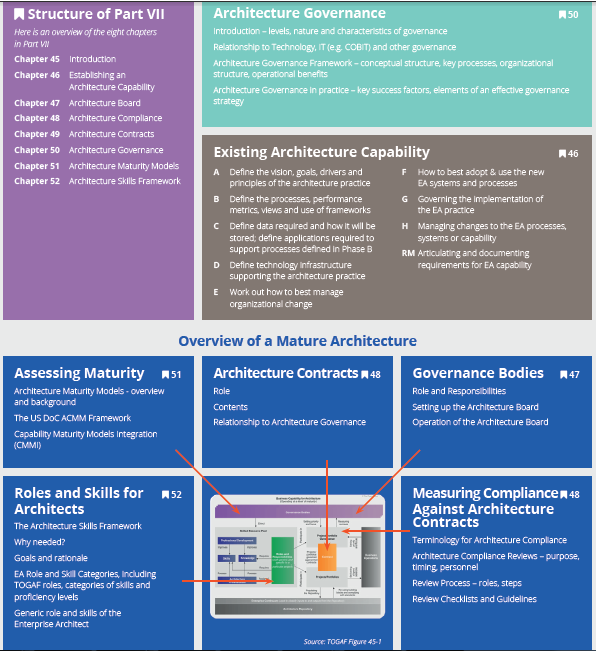 Structure of Part VII
Here is an overview of the eight chapters
in Part VII
Chapter 45 Introduction
Chapter 46 Establishing an
Architecture Capability
Chapter 47 Architecture Board
Chapter 48 Architecture Compliance
Chapter 49 Architecture Contracts
Chapter 50 Architecture Governance
Chapter 51 Architecture Maturity Models
Chapter 52 Architecture Skills Framework
Architecture Governance 50
Introduction – levels, nature and characteristics of governance
Relationship to Technology, IT (e.g. COBIT) and other governance
Architecture Governance Framework – conceptual structure, key processes, organizational
structure, operational benefits
Architecture Governance in practice – key success factors, elements of an effective governance
strategy
Existing Architecture Capability 46
A Define the vision, goals, drivers and
principles of the architecture practice
B Define the processes, performance
metrics, views and use of frameworks
C Define data required and how it will be
stored; define applications required to
support processes defined in Phase B
D Define technology infrastructure
supporting the architecture practice
E Work out how to best manage
organizational change
F How to best adopt & use the new
EA systems and processes
G Governing the implementation of
the EA practice
H Managing changes to the EA processes,
systems or capability
RM Articulating and documenting
requirements for EA capability
Overview of a Mature Architecture
Assessing Maturity 51
Architecture Maturity Models - overview
and background
The US DoC ACMM Framework
Capability Maturity Models Integration
(CMMI)
Architecture Contracts 48
Role
Contents
Relationship to Architecture Governance
Governance Bodies 47
Role and Responsibilities
Setting up the Architecture Board
Operation of the Architecture Board
Roles and Skills for 52
Architects
The Architecture Skills Framework
Why needed?
Goals and rationale
EA Role and Skill Categories, including
TOGAF roles, categories of skills and
proficiency levels
Generic role and skills of the
Enterprise Architect
Source: TOGAF Figure 45-1
Measuring Compliance 48
Against Architecture
Contracts
Terminology for Architecture Compliance
Architecture Compliance Reviews – purpose,
timing, personnel
Review Process – roles, steps
Review Checklists and Guidelines